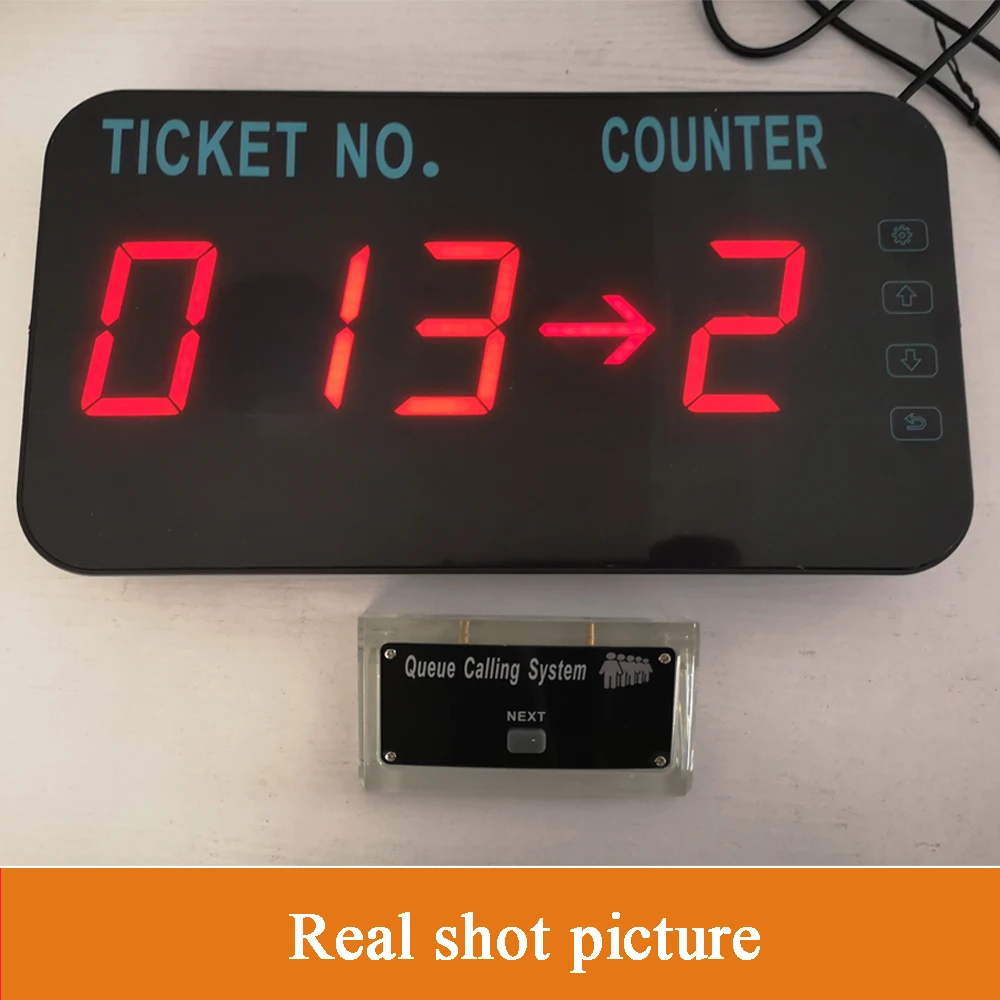 TICKET NO. COUNTER
013→2
Queue Calling System
NEXT
Real shot picture